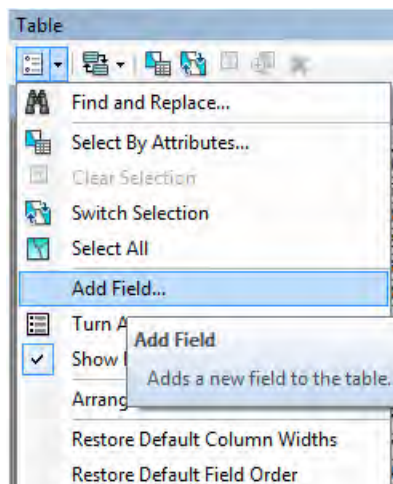 Table
Find and Replace...
Select By Attributes...
Clear Selection
Switch Selection
Select All
Add Field...
Turn A
Add Field
Show
Adds a new field to the table.
Arrang
Restore Default Column Widths
Restore Default Field Order